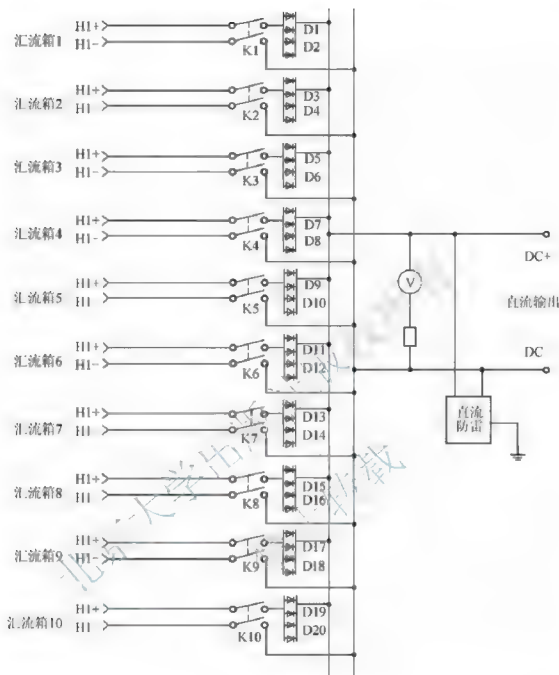 汇流箱1 H1+ H1- K1 D1 D2
汇流箱2 H1+ H1 K2 D3 D4
汇流箱3 H1+ H1- K3 D5 D6
汇流箱4 H1+ H1- K4 D7 D8
汇流箱5 H1+ H1 K5 D9 D10
汇流箱6 H1+ H1- K6 D11 D12
汇流箱7 H1+ H1 K7 D13 D14
汇流箱8 H1+ H1 K8 D15 D16
汇流箱9 H1+ H1- K9 D17 D18
汇流箱10 H1+ H1 K10 D19 D20
DC+
V
直流输出
DC
直流
防雷